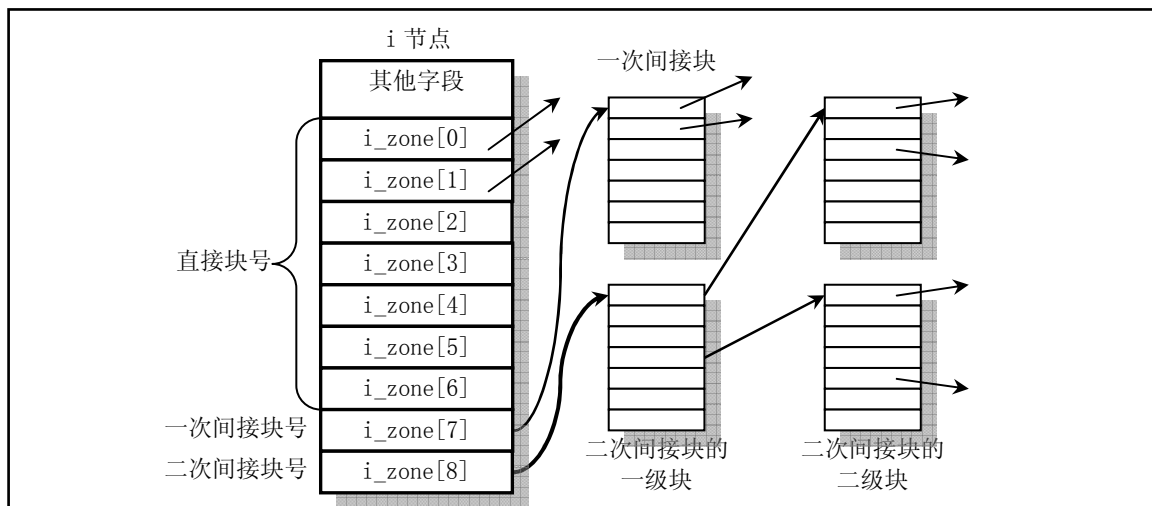 i 节点
其他字段
i_zone[0]
i_zone[1]
i_zone[2]
i_zone[3]
i_zone[4]
i_zone[5]
i_zone[6]
i_zone[7]
i_zone[8]
直接块号
一次间接块号
二次间接块号
一次间接块
二次间接块的
一级块
二次间接块的
二级块